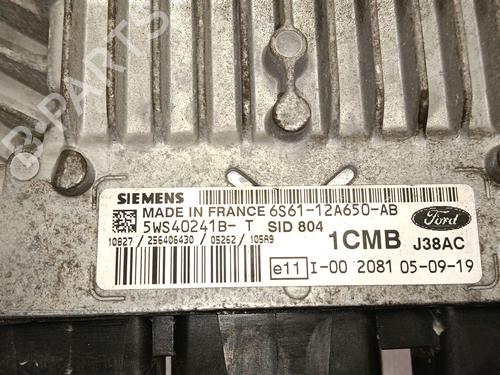 B-PARTS
SIEMENS
MADE IN FRANCE 6S61-12A650-AB
5WS40241B- T SID 804
10827 / 256406430 / 05262 / 105A9
Ford
1CMB J38AC
e11 I-00 2081 05-09-19